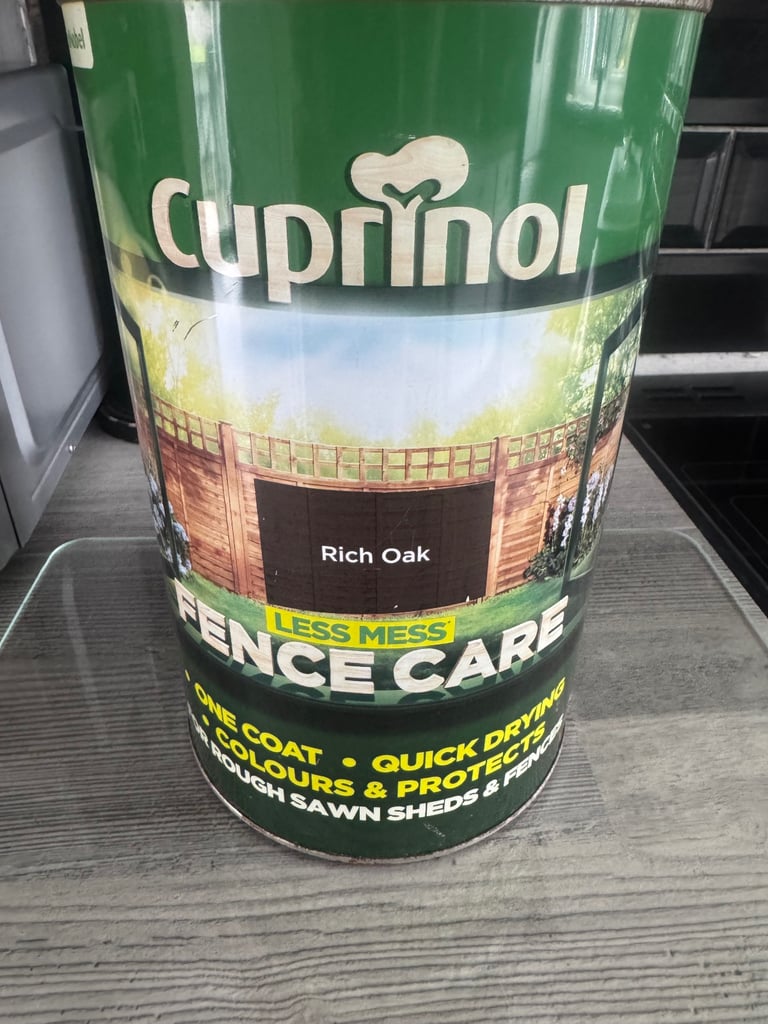 Cuprinol
Rich Oak
LESS MESS*
FENCE CARE
• ONE COAT • QUICK DRYING
• COLOURS & PROTECTS
ROUGH SAWN SHEDS & FENCES